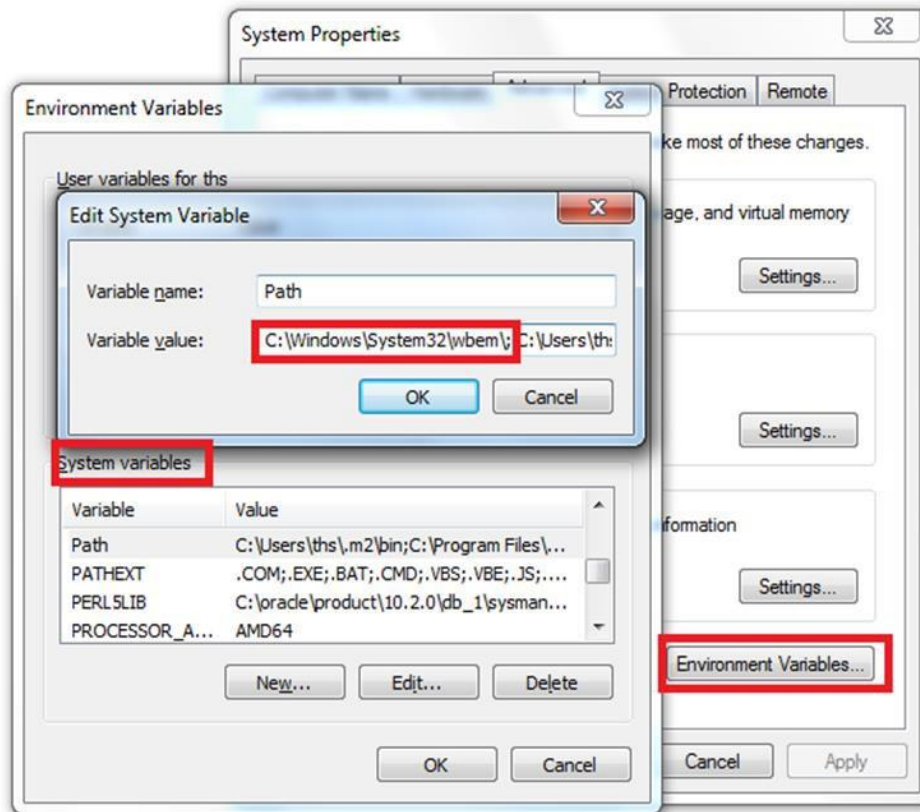 System Properties
Protection Remote
Environment Variables
ke most of these changes.
User variables for ths
Edit System Variable
age, and virtual memory
Variable name: Path
Settings...
Variable value: C:\Windows\System32\wbem\; C:\Users\ths
OK Cancel
Settings...
System variables
Variable Value
Path C:\Users\ths\.m2\bin;C:\Program Files\...
formation
PATHEXT .COM;.EXE;.BAT;.CMD;.VBS;.VBE;.JS;....
PERL5LIB C:\oracle\product\10.2.0\db_1\sysman...
Settings...
PROCESSOR_A... AMD64
Environment Variables...
New... Edit... Delete
OK Cancel
Cancel Apply